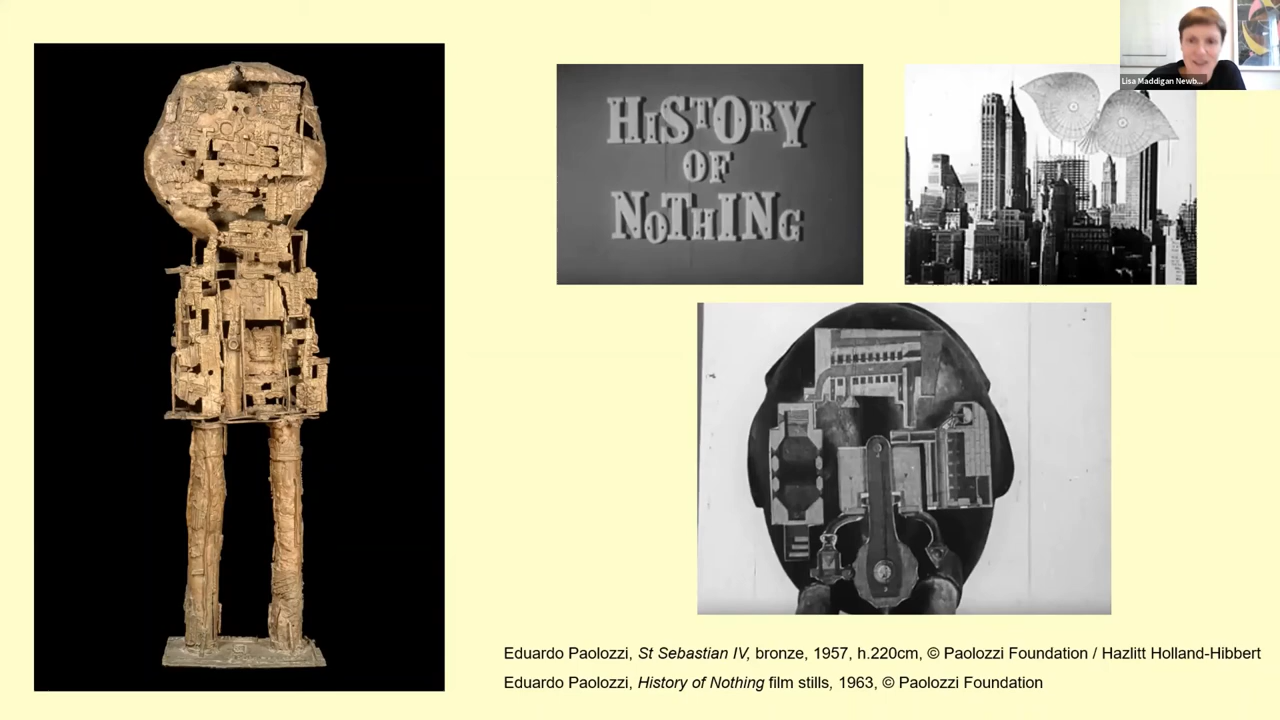 Lisa Maddigan Newb...
HISTORY
OF
NOTHING
Eduardo Paolozzi, St Sebastian IV, bronze, 1957, h.220cm, © Paolozzi Foundation / Hazlitt Holland-Hibbert
Eduardo Paolozzi, History of Nothing film stills, 1963, © Paolozzi Foundation